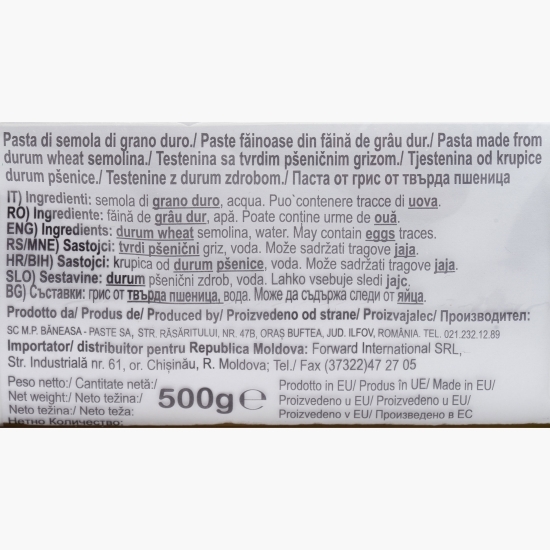 Pasta di semola di grano duro./ Paste făinoase din făină de grâu dur./ Pasta made from
durum wheat semolina./ Testenina sa tvrdim pšeničnim grizom./ Tjestenina od krupice
durum pšenice./ Testenine z durum zdrobom./ Паста от грис от твърда пшеница
IT) Ingredienti: semola di grano duro, acqua. Puo`contenere tracce di uova.
RO) Ingrediente: făină de grâu dur, apă. Poate conține urme de ouă.
ENG) Ingredients: durum wheat semolina, water. May contain eggs traces.
RS/MNE) Sastojci: tvrdi pšenični griz, voda. Može sadržati tragove jaja.
HR/BIH) Sastojci: krupica od durum pšenice, voda. Može sadržati tragove jaja.
SLO) Sestavine: durum pšenični zdrob, voda. Lahko vsebuje sledi jajc.
BG) Съставки: грис от твърда пшеница, вода. Може да съдържа следи от яйца.
Prodotto da/ Produs de/ Produced by/ Proizvedeno od strane/ Proizvajalec/ Производител:
SC M.P. BĂNEASA - PASTE SA, STR. RĂSĂRITULUI, NR. 47B, ORAȘ BUFTEA, JUD. ILFOV, ROMÂNIA. TEL. 021.232.12.89
Importator/ distribuitor pentru Republica Moldova: Forward International SRL,
Str. Industrială nr. 61, or. Chișinău, R. Moldova; Tel./ Fax (37322)47 27 05
Peso netto:/ Cantitate netă:/
Net weight:/ Neto težina:/
Neto težina:/ Neto teža:
Нетно Количество:
500g ℮
Prodotto in EU/ Produs în UE/ Made in EU/
Proizvedeno u EU/ Proizvedeno u EU/
Proizvedeno v EU/ Произведено в ЕС